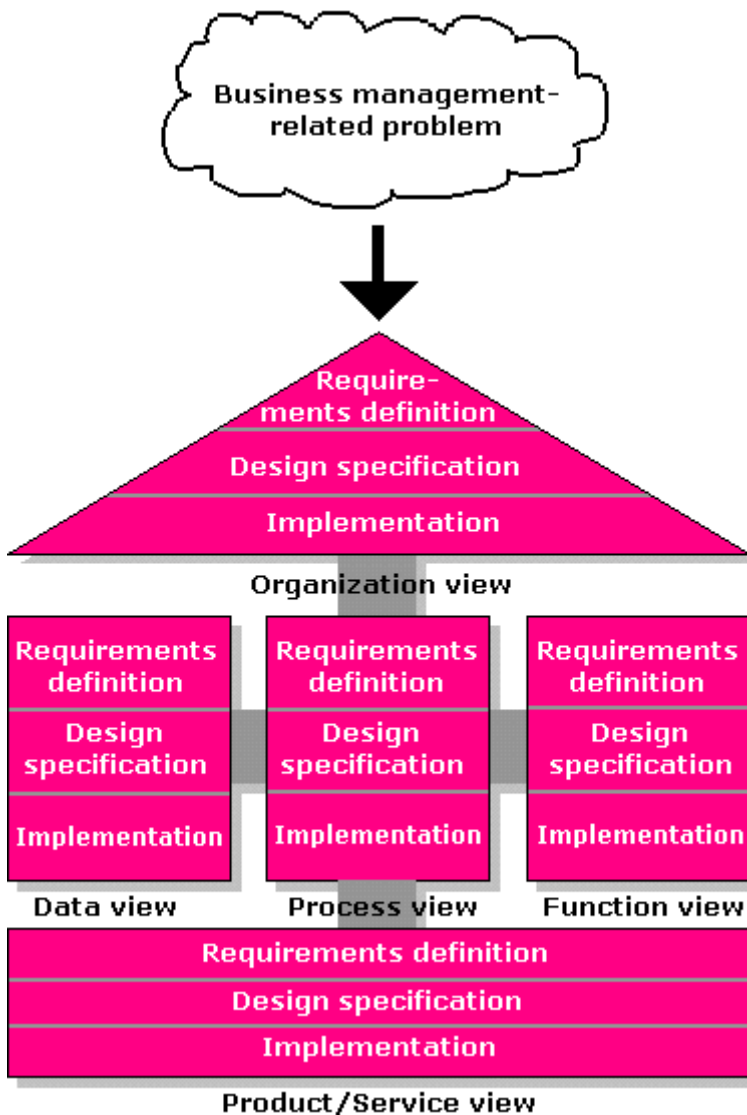 Business management-
related problem
Require-
ments definition
Design specification
Implementation
Organization view
Requirements
definition
Design
specification
Implementation
Data view
Requirements
definition
Design
specification
Implementation
Process view
Requirements
definition
Design
specification
Implementation
Function view
Requirements definition
Design specification
Implementation
Product/Service view